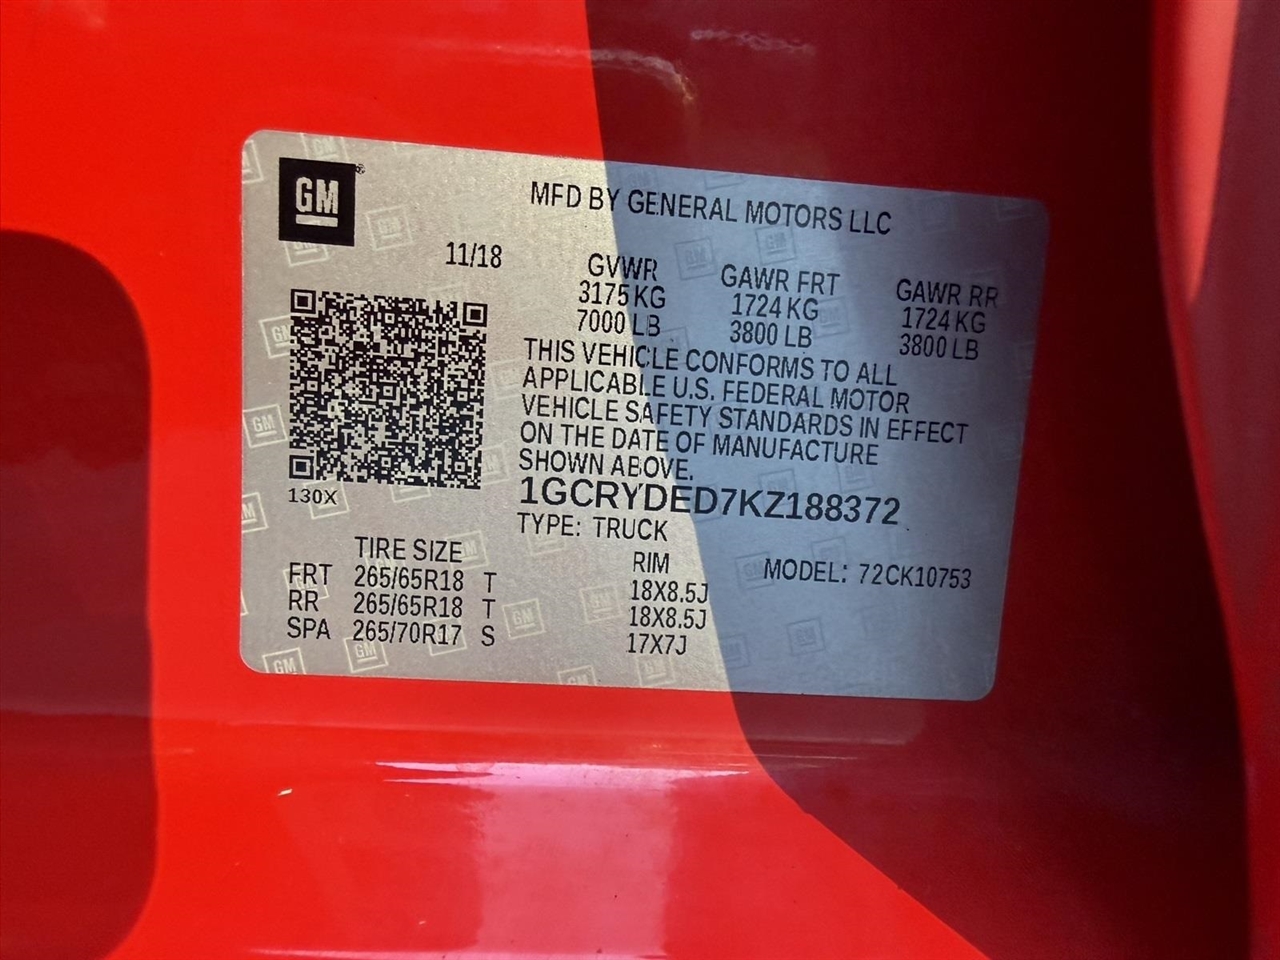 GM
MFD BY GENERAL MOTORS LLC
11/18
GVWR GAWR FRT GAWR RR
3175 KG 1724 KG 1724 KG
7000 LB 3800 LB 3800 LB
THIS VEHICLE CONFORMS TO ALL
APPLICABLE U.S. FEDERAL MOTOR
VEHICLE SAFETY STANDARDS IN EFFECT
ON THE DATE OF MANUFACTURE
SHOWN ABOVE.
130X
1GCRYDED7KZ188372
TYPE: TRUCK
TIRE SIZE RIM MODEL: 72CK10753
FRT 265/65R18 T 18X8.5J
RR 265/65R18 T 18X8.5J
SPA 265/70R17 S 17X7J